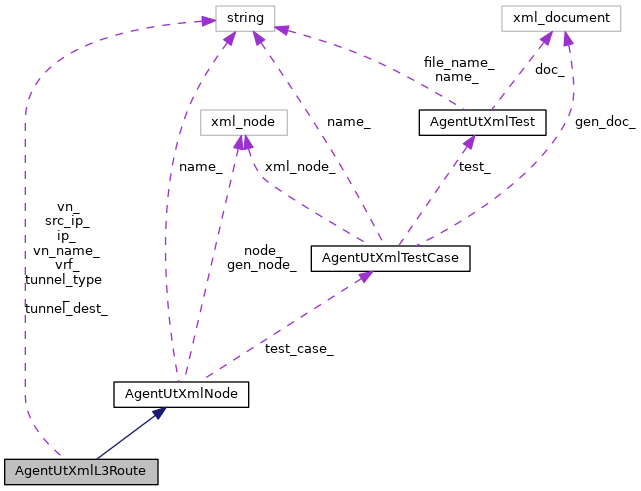 string
xml_document
file_name_
name_
doc_
xml_node
AgentUtXmlTest
name_
gen_doc_
name_
xml_node_
test_
vn_
src_ip_
ip_
vn_name_
vrf_
tunnel_type
_
tunnel_dest_
node_
gen_node_
AgentUtXmlTestCase
test_case_
AgentUtXmlNode
AgentUtXmlL3Route